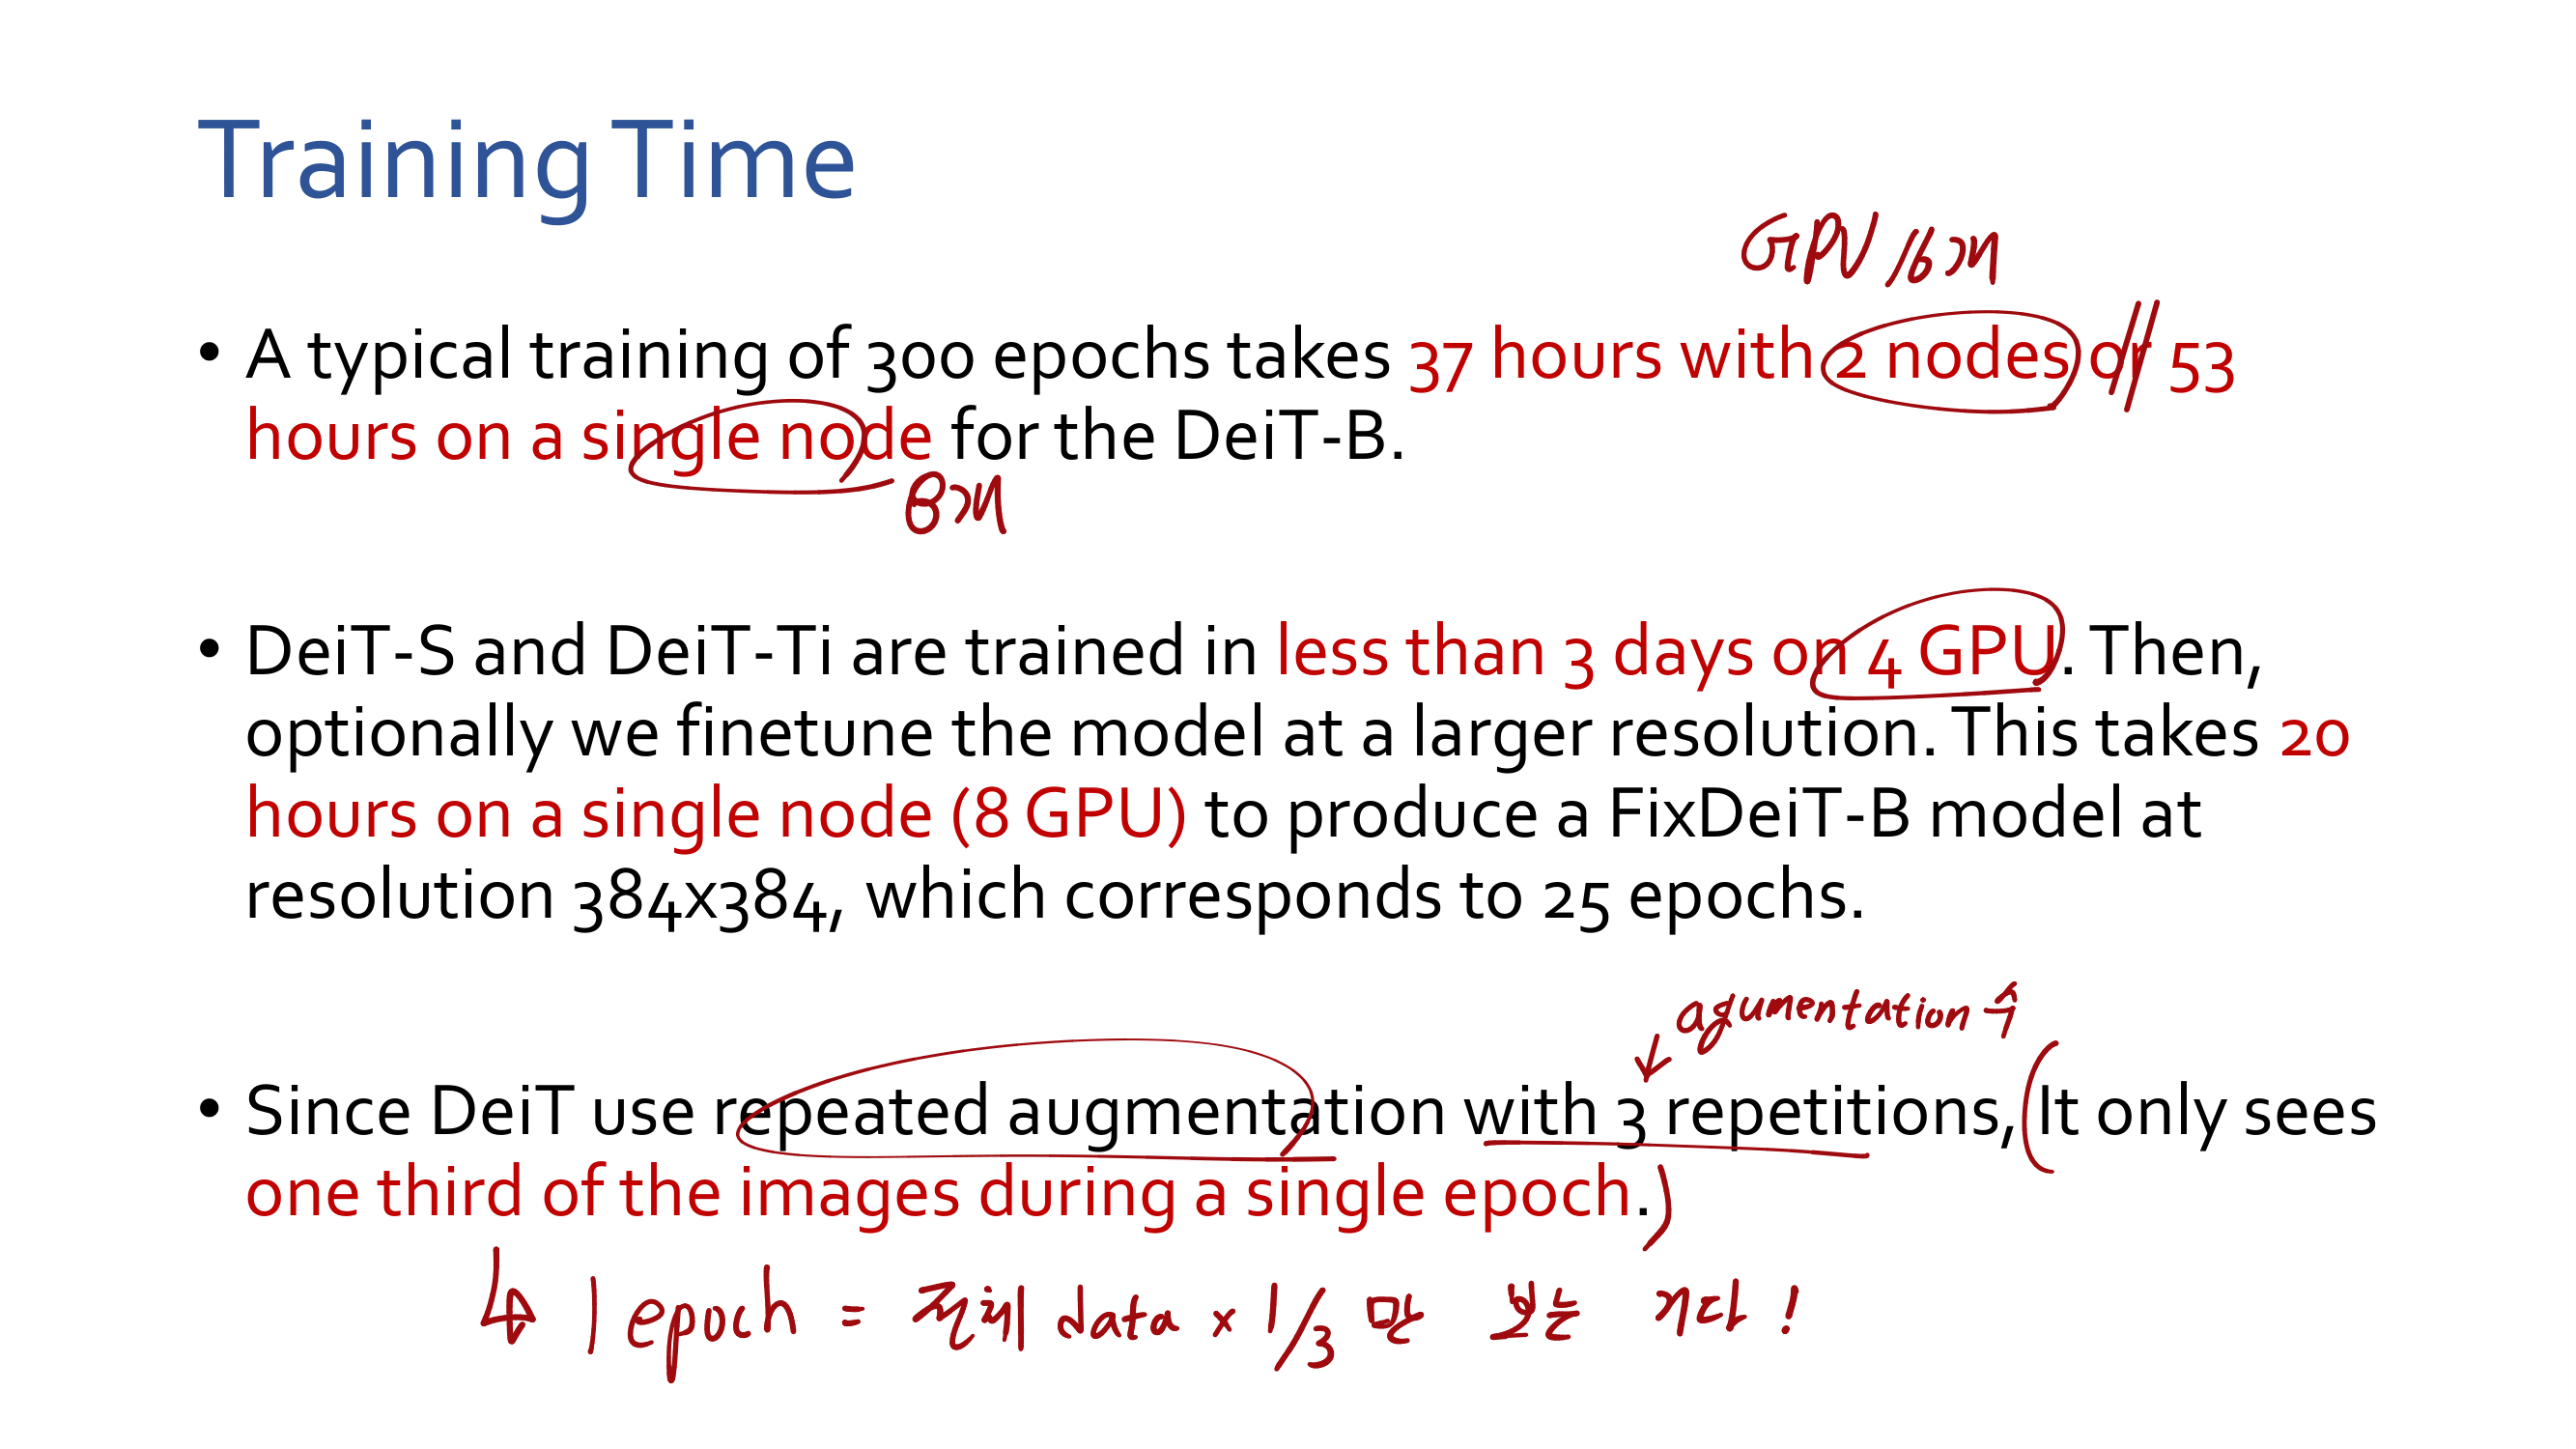 Training Time
GPU 16개
• A typical training of 300 epochs takes 37 hours with 2 nodes or 53
hours on a single node for the DeiT-B.
8개
• DeiT-S and DeiT-Ti are trained in less than 3 days on 4 GPU. Then,
optionally we finetune the model at a larger resolution. This takes 20
hours on a single node (8 GPU) to produce a FixDeiT-B model at
resolution 384x384, which corresponds to 25 epochs.
agumentation 수
• Since DeiT use repeated augmentation with 3 repetitions, (It only sees
one third of the images during a single epoch.)
↳ 1 epoch = 전체 data × 1/3 만 보는 거다 !